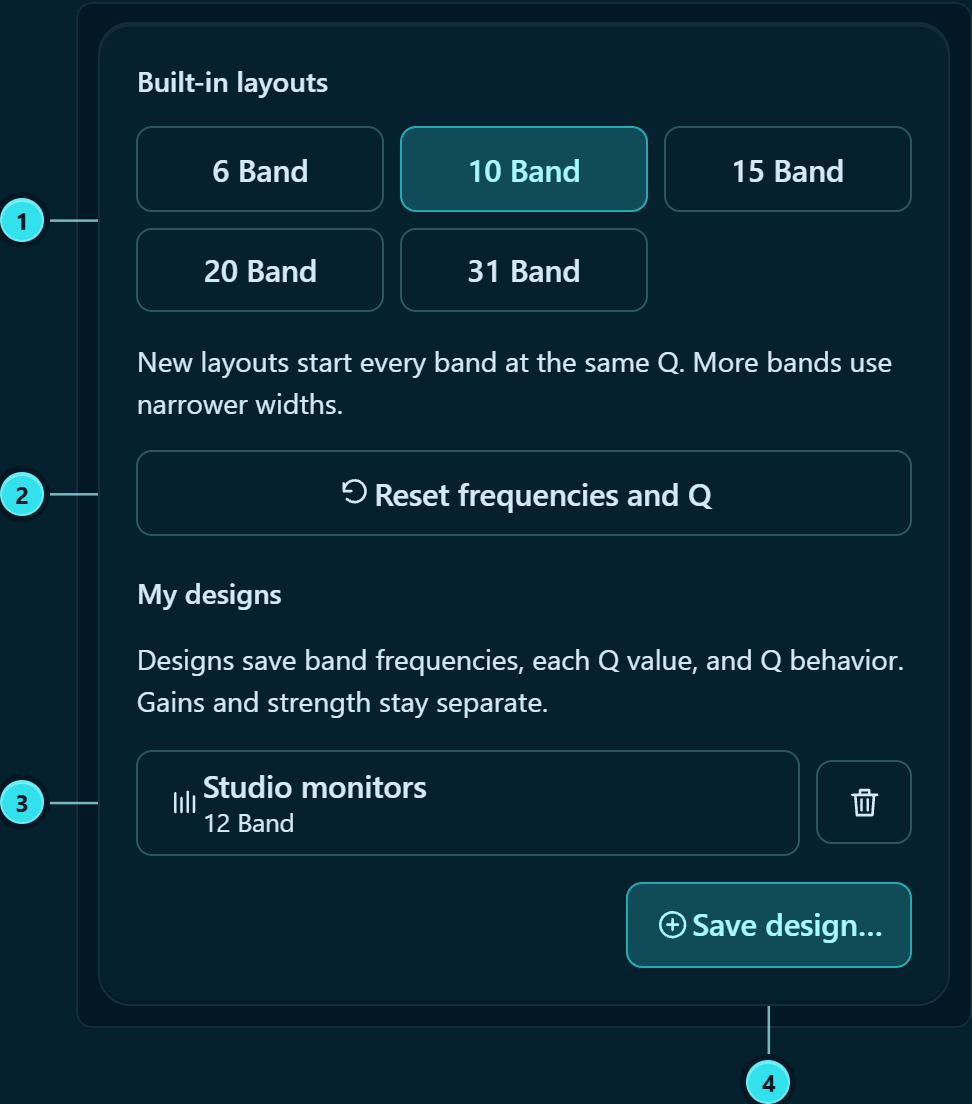 Built-in layouts
6 Band
10 Band
15 Band
1
20 Band
31 Band
New layouts start every band at the same Q. More bands use
narrower widths.
2
Reset frequencies and Q
My designs
Designs save band frequencies, each Q value, and Q behavior.
Gains and strength stay separate.
3
Studio monitors
12 Band
Save design...
4